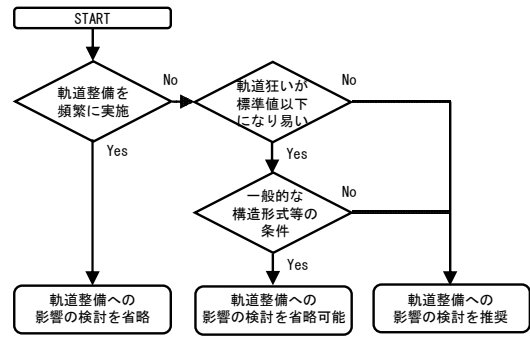 START
軌道整備を
頻繁に実施
No
Yes
軌道狂いが
標準値以下
になり易い
No
Yes
一般的な
構造形式等の
条件
No
Yes
軌道整備への
影響の検討を省略
軌道整備への
影響の検討を省略可能
軌道整備への
影響の検討を推奨